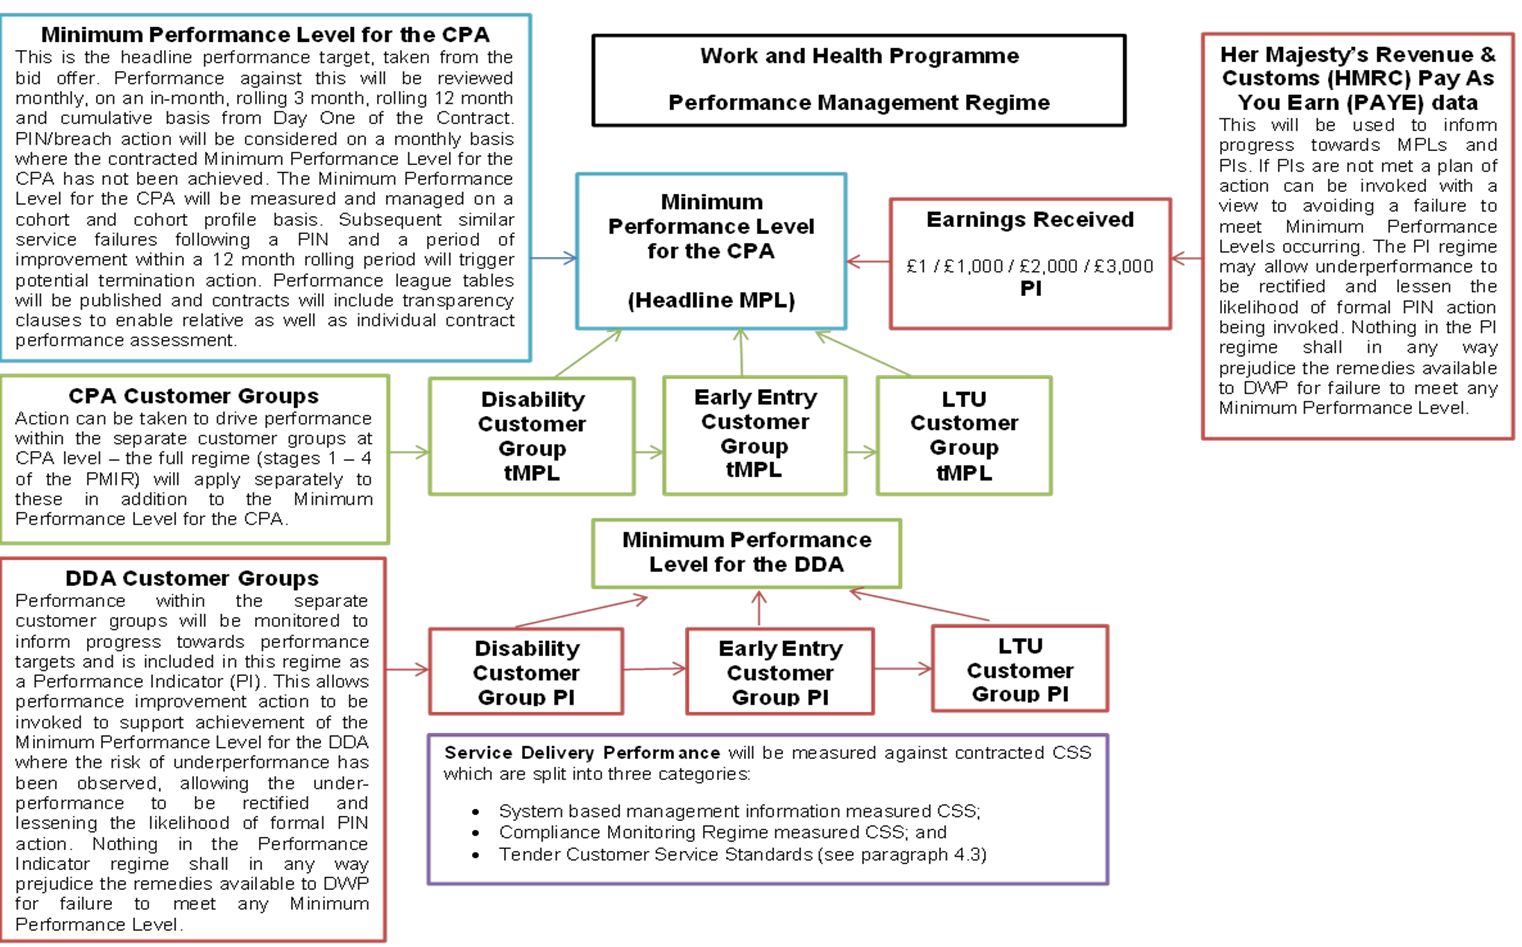 Minimum Performance Level for the CPA
This is the headline performance target, taken from the
bid offer. Performance against this will be reviewed
monthly, on an in-month, rolling 3 month, rolling 12 month
and cumulative basis from Day One of the Contract.
PIN/breach action will be considered on a monthly basis
where the contracted Minimum Performance Level for the
CPA has not been achieved. The Minimum Performance
Level for the CPA will be measured and managed on a
cohort and cohort profile basis. Subsequent similar
service failures following a PIN and a period of
improvement within a 12 month rolling period will trigger
potential termination action. Performance league tables
will be published and contracts will include transparency
clauses to enable relative as well as individual contract
performance assessment.
Work and Health Programme
Performance Management Regime
Her Majesty's Revenue &
Customs (HMRC) Pay As
You Earn (PAYE) data
This will be used to inform
progress towards MPLs and
PIs. If PIs are not met a plan of
action can be invoked with a
view to avoiding a failure to
meet Minimum Performance
Levels occurring. The PI regime
may allow underperformance to
be rectified and lessen the
likelihood of formal PIN action
being invoked. Nothing in the PI
regime shall in any way
prejudice the remedies available
to DWP for failure to meet any
Minimum Performance Level.
Minimum
Performance Level
for the CPA
(Headline MPL)
Earnings Received
£1 / £1,000 / £2,000 / £3,000
PI
CPA Customer Groups
Action can be taken to drive performance
within the separate customer groups at
CPA level – the full regime (stages 1 – 4
of the PMIR) will apply separately to
these in addition to the Minimum
Performance Level for the CPA.
Disability
Customer
Group
tMPL
Early Entry
Customer
Group
tMPL
LTU
Customer
Group
tMPL
Minimum Performance
Level for the DDA
DDA Customer Groups
Performance within the separate
customer groups will be monitored to
inform progress towards performance
targets and is included in this regime as
a Performance Indicator (PI). This allows
performance improvement action to be
invoked to support achievement of the
Minimum Performance Level for the DDA
where the risk of underperformance has
been observed, allowing the under-
performance to be rectified and
lessening the likelihood of formal PIN
action. Nothing in the Performance
Indicator regime shall in any way
prejudice the remedies available to DWP
for failure to meet any Minimum
Performance Level.
Disability
Customer
Group PI
Early Entry
Customer
Group PI
LTU
Customer
Group PI
Service Delivery Performance will be measured against contracted CSS
which are split into three categories:
• System based management information measured CSS;
• Compliance Monitoring Regime measured CSS; and
• Tender Customer Service Standards (see paragraph 4.3)